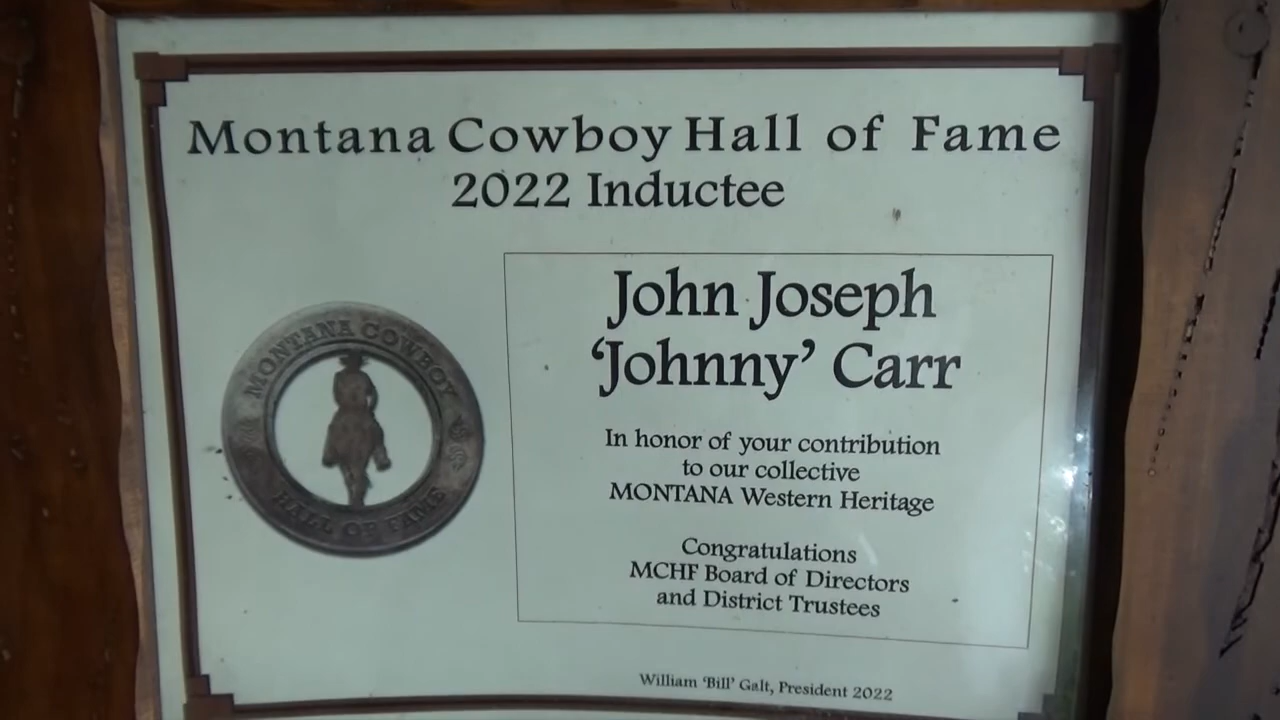 Montana Cowboy Hall of Fame
2022 Inductee
MONTANA COWBOY
HALL OF FAME
John Joseph
‘Johnny’ Carr
In honor of your contribution
to our collective
MONTANA Western Heritage
Congratulations
MCHF Board of Directors
and District Trustees
William ‘Bill’ Galt, President 2022